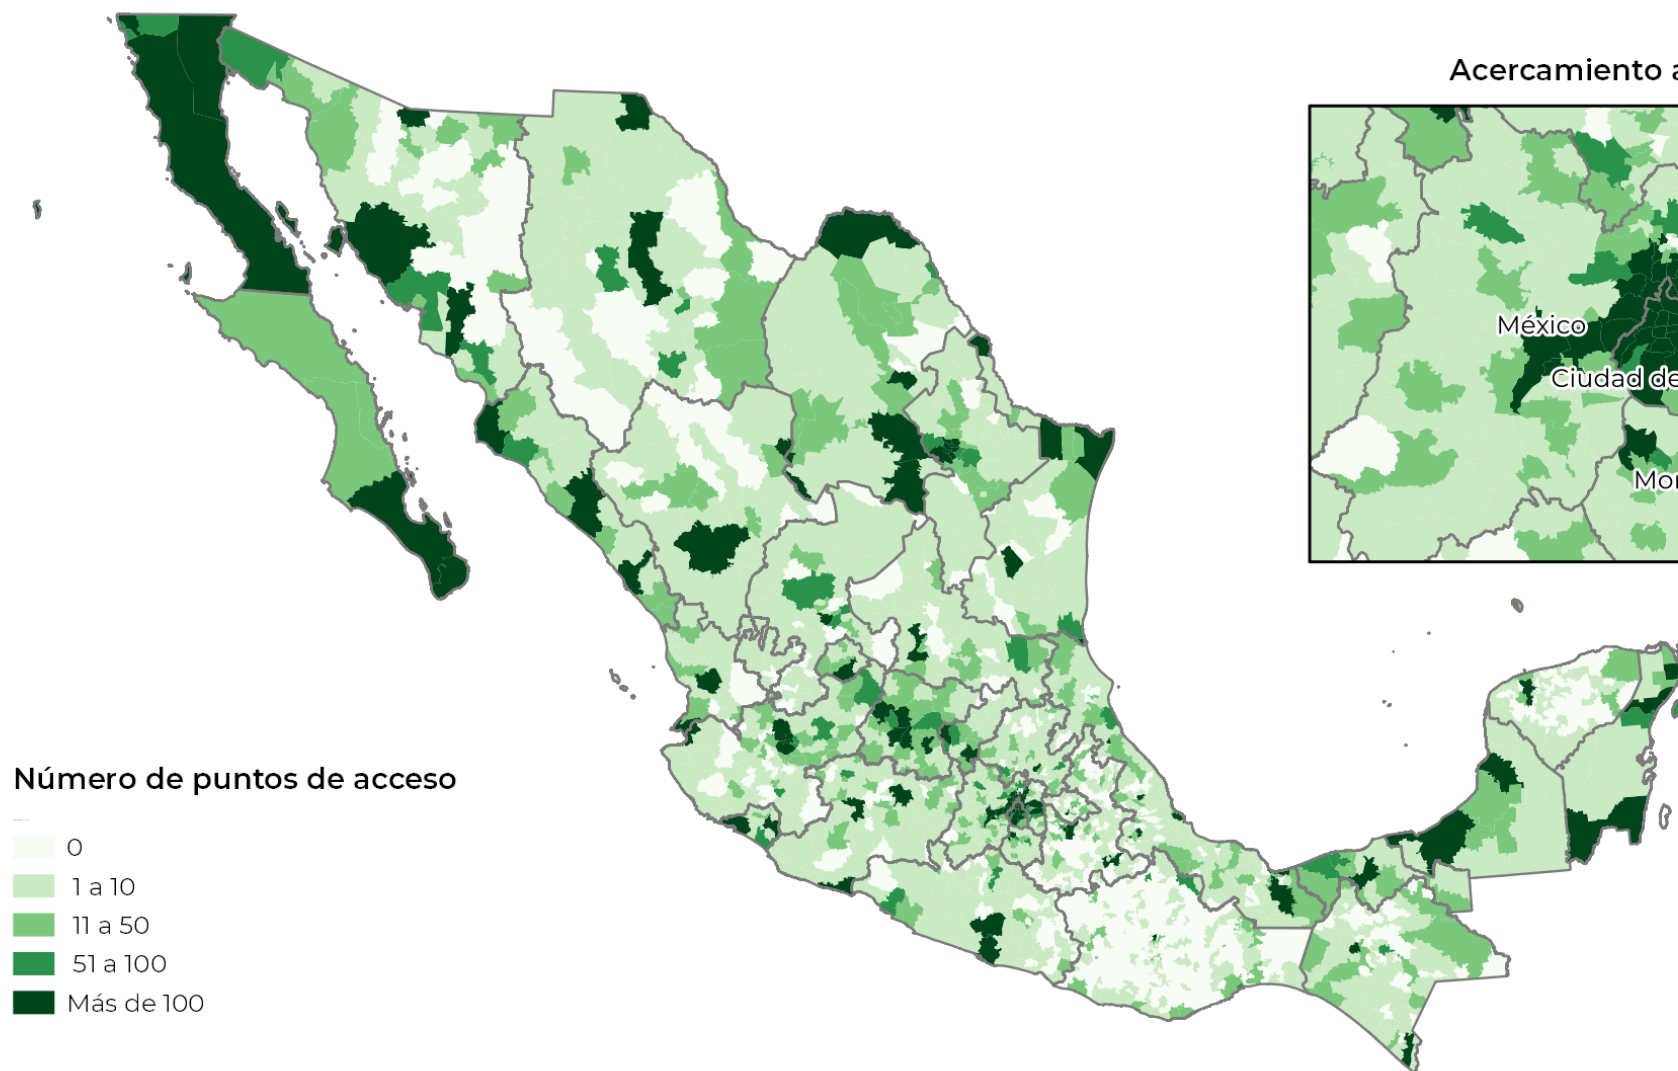 Acercamiento a
México
Ciudad de
Mor
Número de puntos de acceso
0
1 a 10
11 a 50
51 a 100
Más de 100